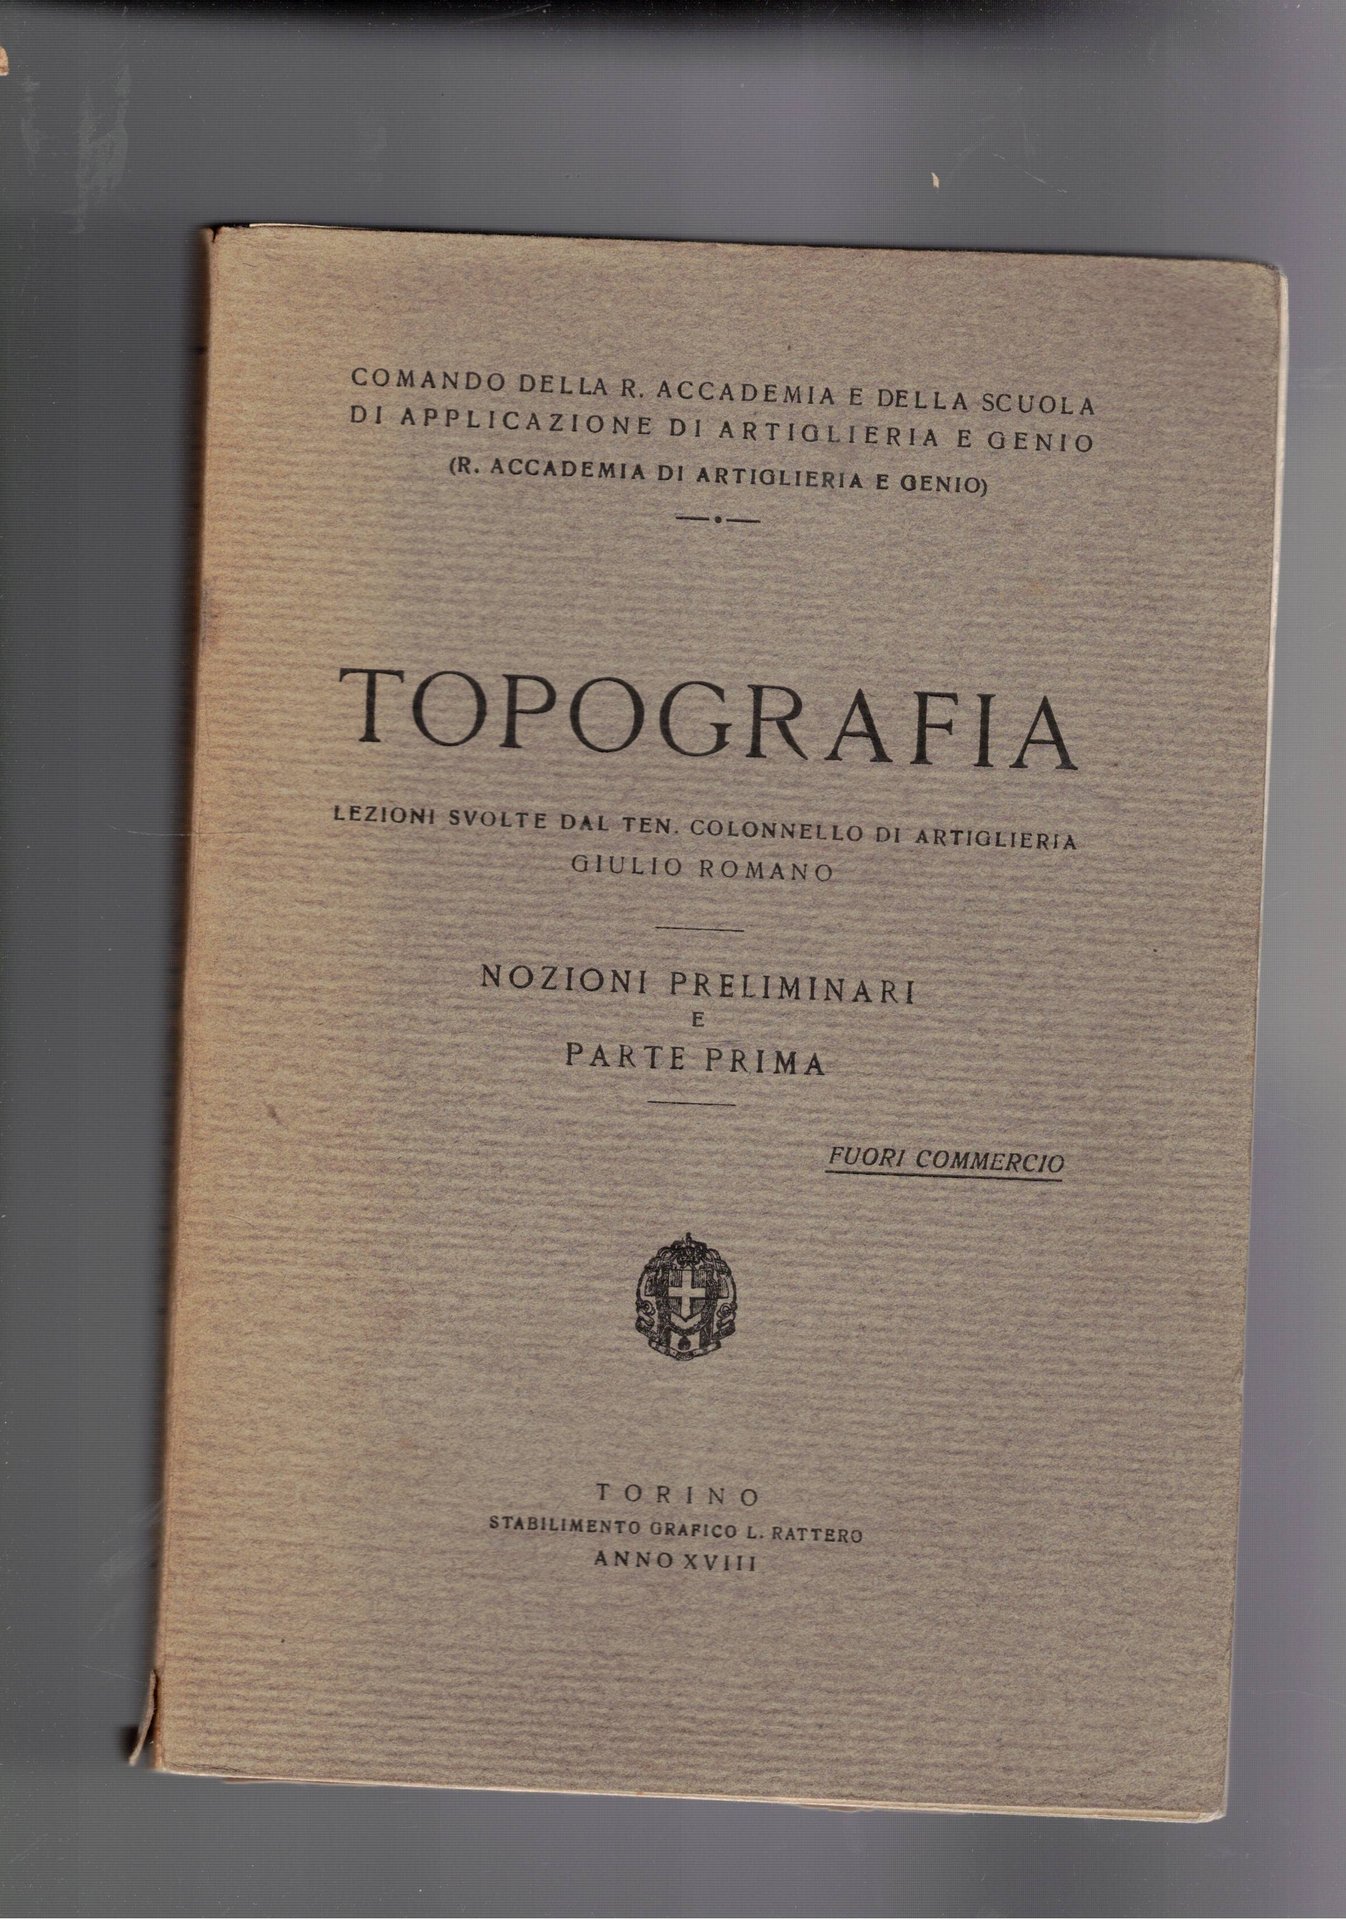 COMANDO DELLA R. ACCADEMIA E DELLA SCUOLA
DI APPLICAZIONE DI ARTIGLIERIA E GENIO
(R. ACCADEMIA DI ARTIGLIERIA E GENIO)
TOPOGRAFIA
LEZIONI SVOLTE DAL TEN. COLONNELLO DI ARTIGLIERIA
GIULIO ROMANO
NOZIONI PRELIMINARI
E
PARTE PRIMA
FUORI COMMERCIO
TORINO
STABILIMENTO GRAFICO L. RATTERO
ANNO XVIII